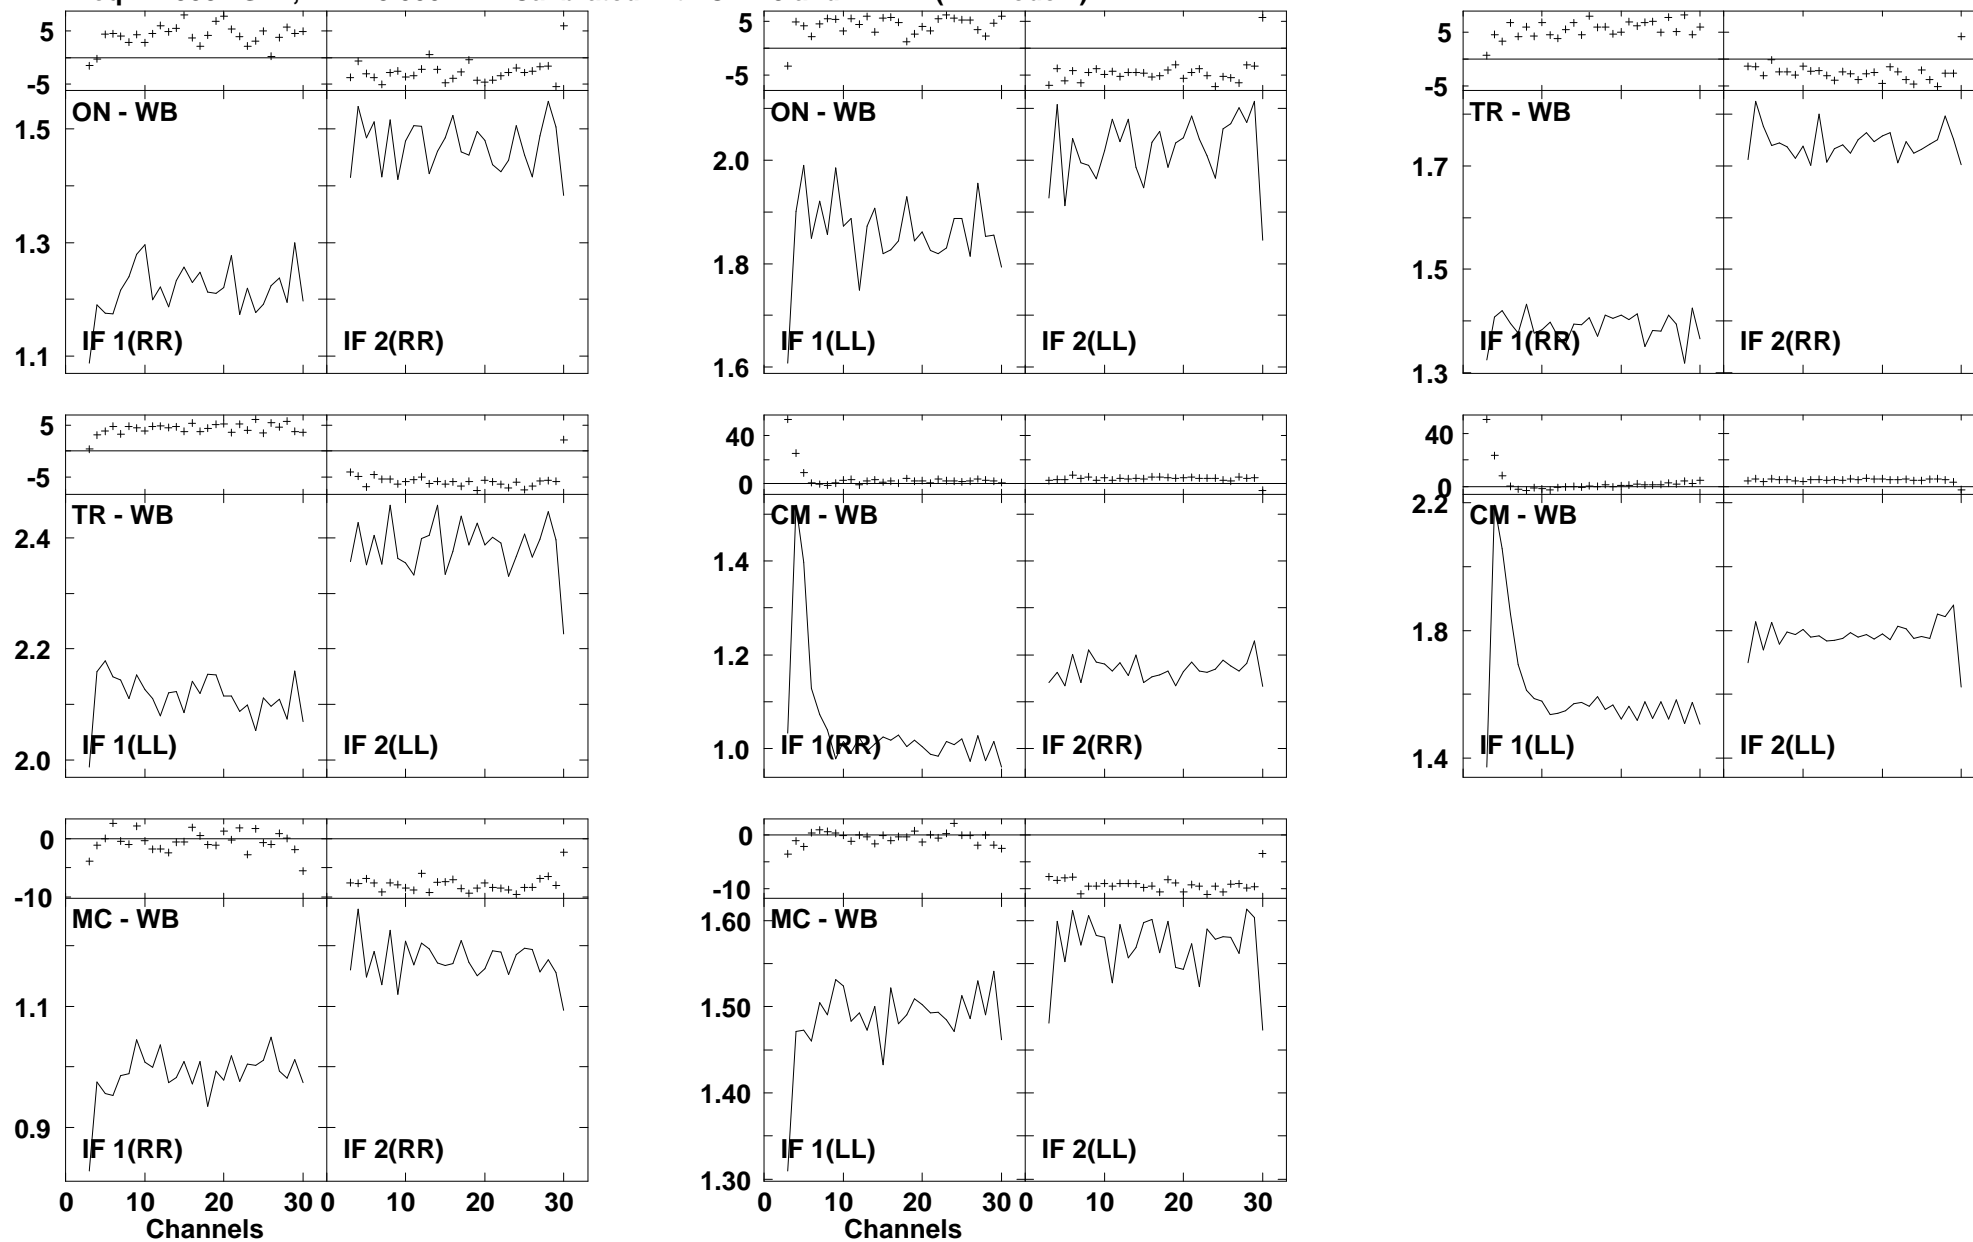 5
-5
1.5
1.3
1.1
ON - WB
IF 1(RR)
IF 2(RR)
5
-5
2.0
1.8
1.6
ON - WB
IF 1(LL)
IF 2(LL)
5
-5
1.7
1.5
1.3
TR - WB
IF 1(RR)
IF 2(RR)
5
-5
2.4
2.2
2.0
TR - WB
IF 1(LL)
IF 2(LL)
40
0
1.4
1.2
1.0
CM - WB
IF 1(RR)
IF 2(RR)
40
0
2.2
1.8
1.4
CM - WB
IF 1(LL)
IF 2(LL)
0
-10
1.1
0.9
MC - WB
IF 1(RR)
IF 2(RR)
0 10 20 30 0 10 20 30
Channels
0
-10
1.60
1.50
1.40
1.30
MC - WB
IF 1(LL)
IF 2(LL)
0 10 20 30 0 10 20 30
Channels